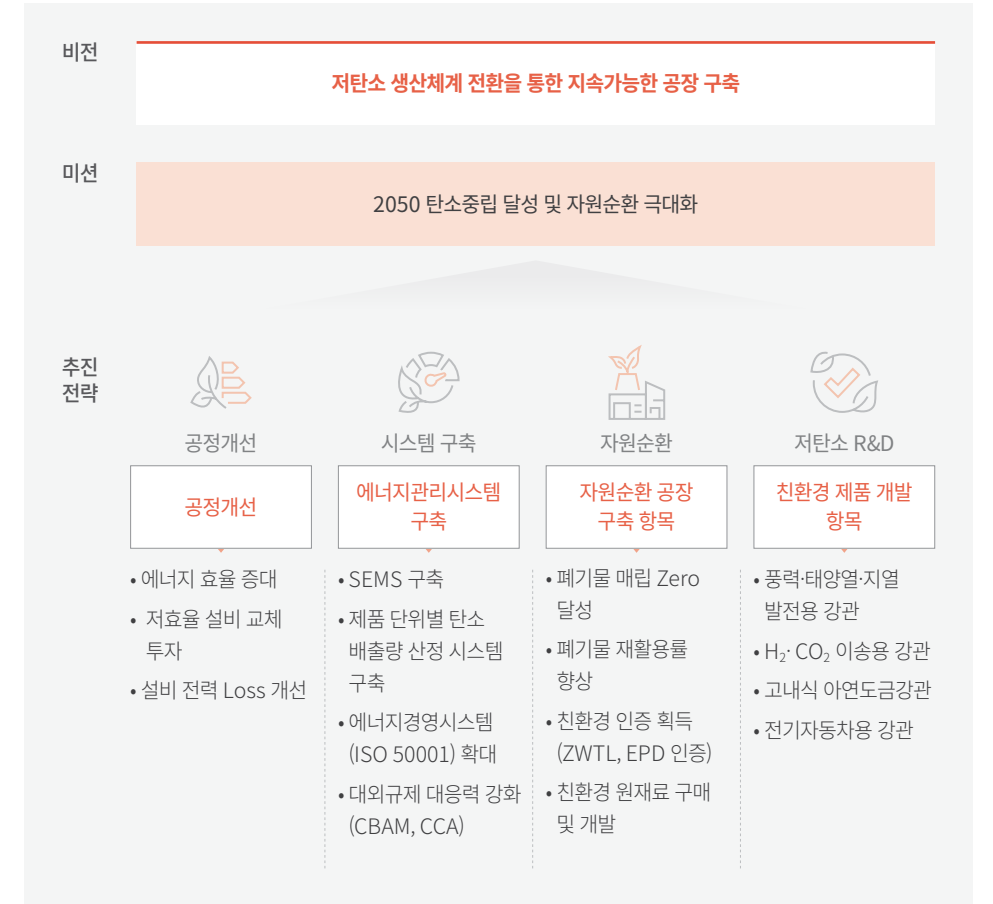 비전
저탄소 생산체계 전환을 통한 지속가능한 공장 구축
미션
2050 탄소중립 달성 및 자원순환 극대화
추진
전략
공정개선
공정개선
• 에너지 효율 증대
• 저효율 설비 교체
투자
• 설비 전력 Loss 개선
시스템 구축
에너지관리시스템
구축
• SEMS 구축
• 제품 단위별 탄소
배출량 산정 시스템
구축
• 에너지경영시스템
(ISO 50001) 확대
• 대외규제 대응력 강화
(CBAM, CCA)
자원순환
자원순환 공장
구축 항목
• 폐기물 매립 Zero
달성
• 폐기물 재활용률
향상
• 친환경 인증 획득
(ZWTL, EPD 인증)
• 친환경 원재료 구매
및 개발
저탄소 R&D
친환경 제품 개발
항목
• 풍력·태양열·지열
발전용 강관
• H₂· CO₂ 이송용 강관
• 고내식 아연도금강관
• 전기자동차용 강관